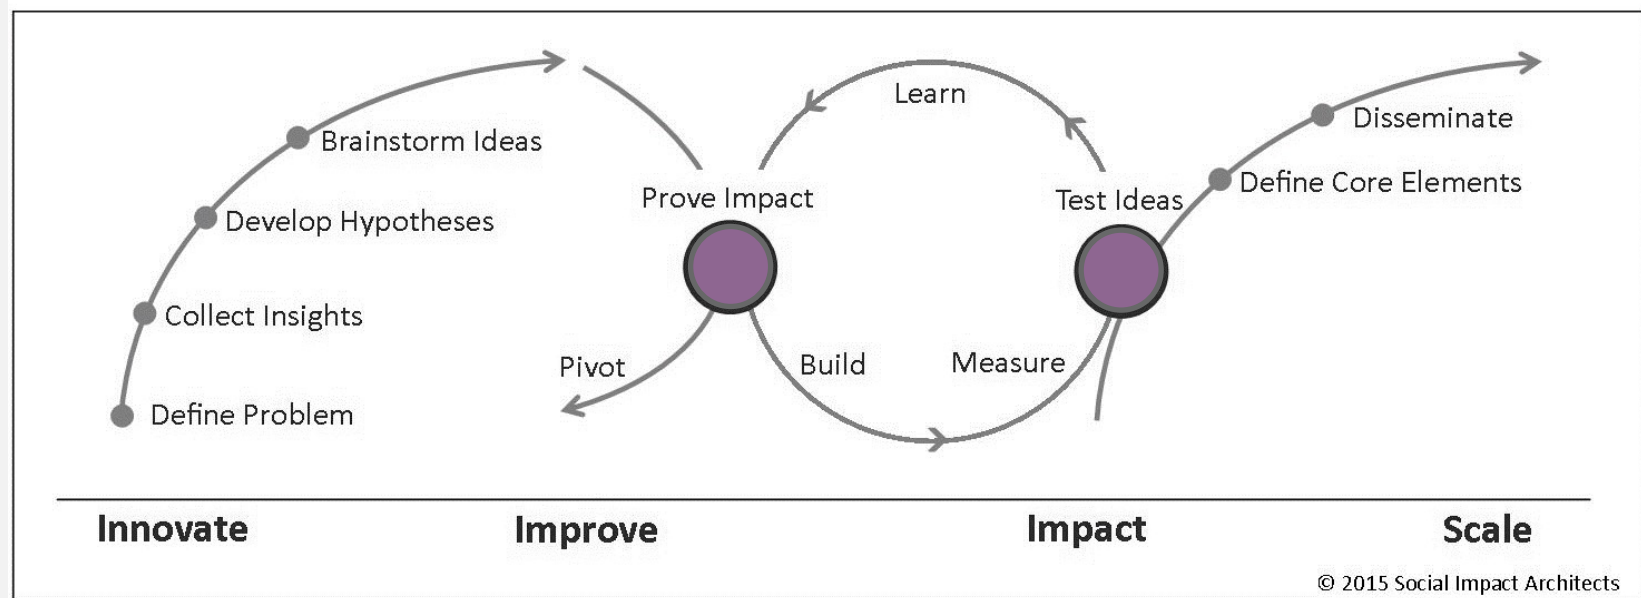 Learn
Brainstorm Ideas
Disseminate
Define Core Elements
Prove Impact
Test Ideas
Develop Hypotheses
Collect Insights
Pivot
Build
Measure
Define Problem
Innovate
Improve
Impact
Scale
© 2015 Social Impact Architects